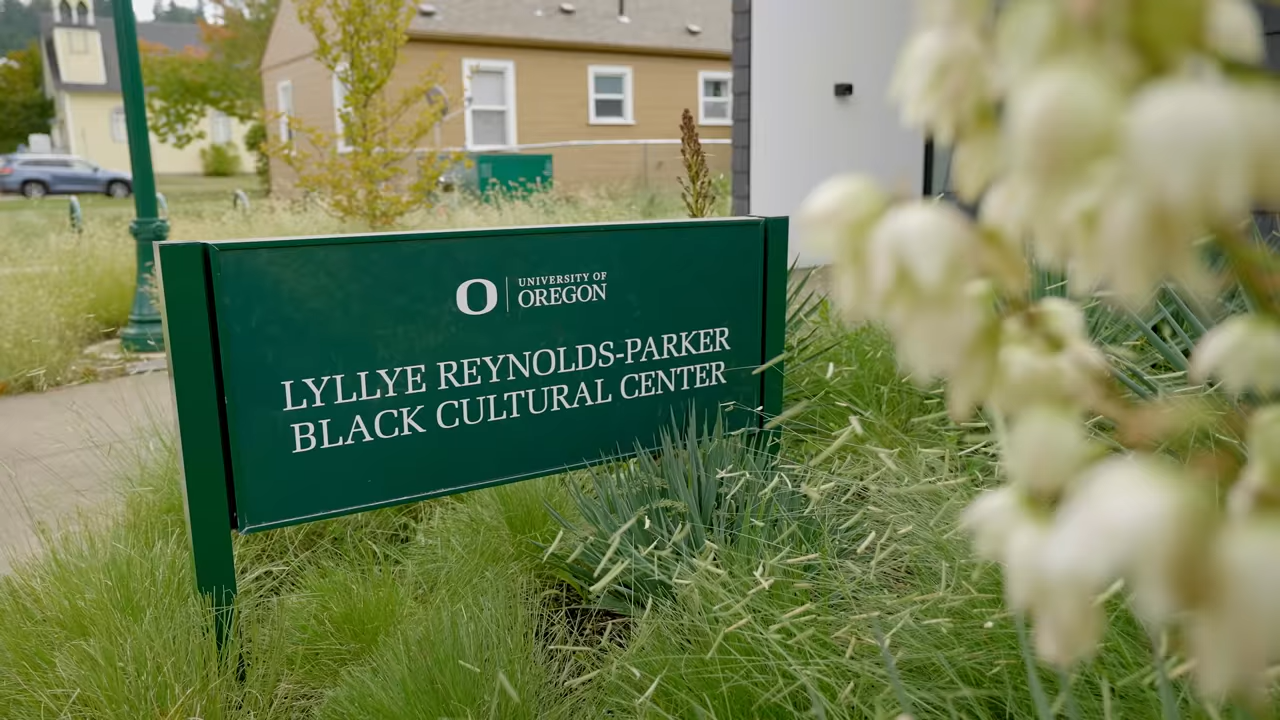 O
UNIVERSITY OF
OREGON
LYLLYE REYNOLDS-PARKER
BLACK CULTURAL CENTER